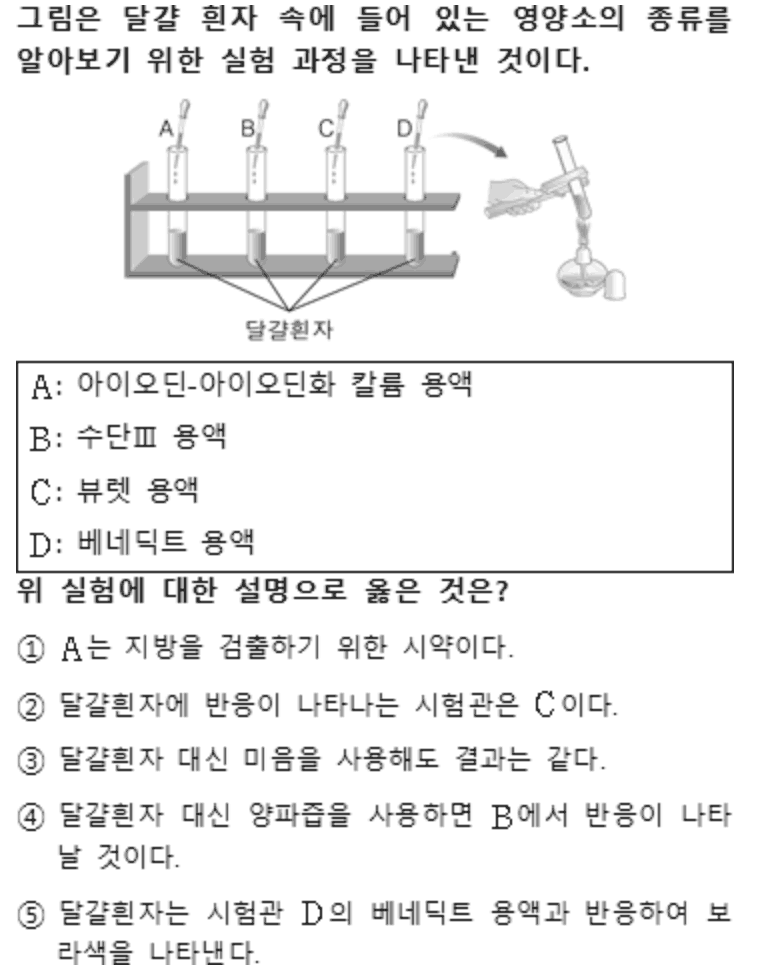 그림은 달걀 흰자 속에 들어 있는 영양소의 종류를
알아보기 위한 실험 과정을 나타낸 것이다.
A B C D
달걀흰자
A: 아이오딘-아이오딘화 칼륨 용액
B: 수단Ⅲ 용액
C: 뷰렛 용액
D: 베네딕트 용액
위 실험에 대한 설명으로 옳은 것은?
① A는 지방을 검출하기 위한 시약이다.
② 달걀흰자에 반응이 나타나는 시험관은 C이다.
③ 달걀흰자 대신 미음을 사용해도 결과는 같다.
④ 달걀흰자 대신 양파즙을 사용하면 B에서 반응이 나타
날 것이다.
⑤ 달걀흰자는 시험관 D의 베네딕트 용액과 반응하여 보
라색을 나타낸다.